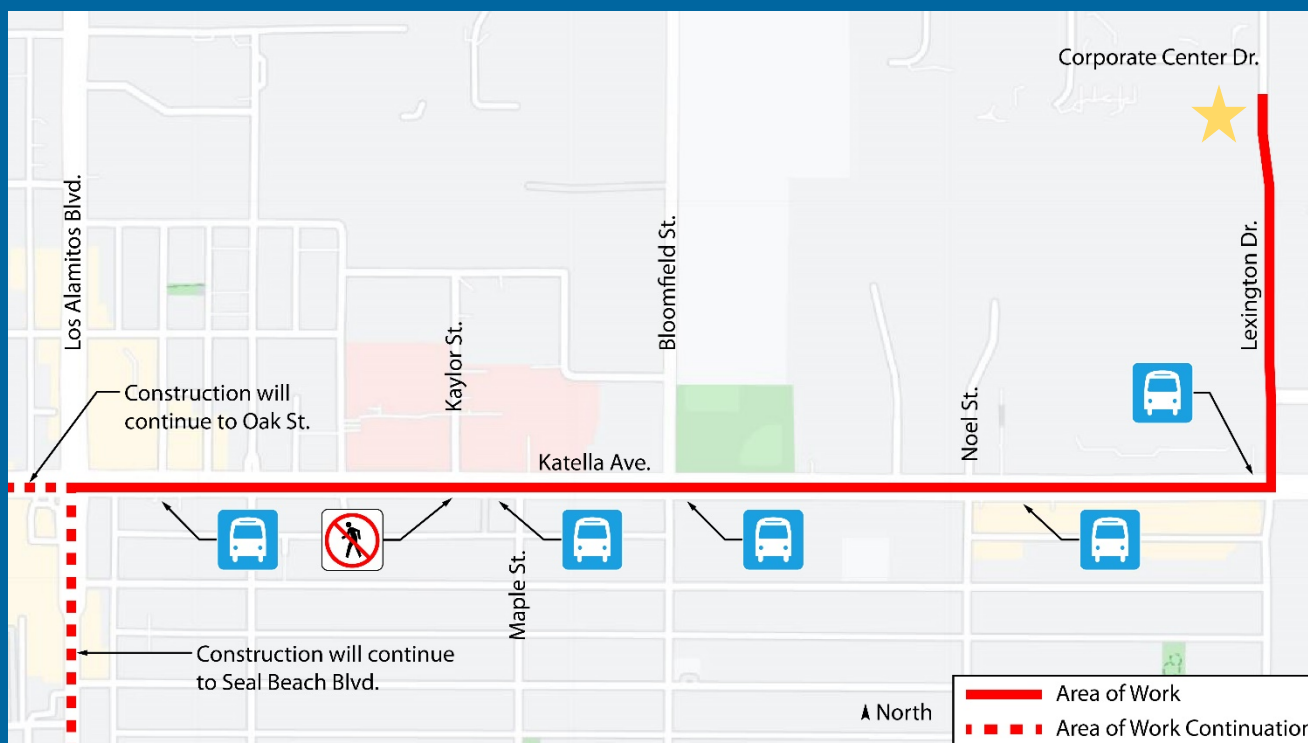 Corporate Center Dr.
Los Alamitos Blvd.
Bloomfield St.
Lexington Dr.
Kaylor St.
Construction will
continue to Oak St.
Noel St.
Katella Ave.
Maple St.
Construction will continue
to Seal Beach Blvd.
North
Area of Work
Area of Work Continuation